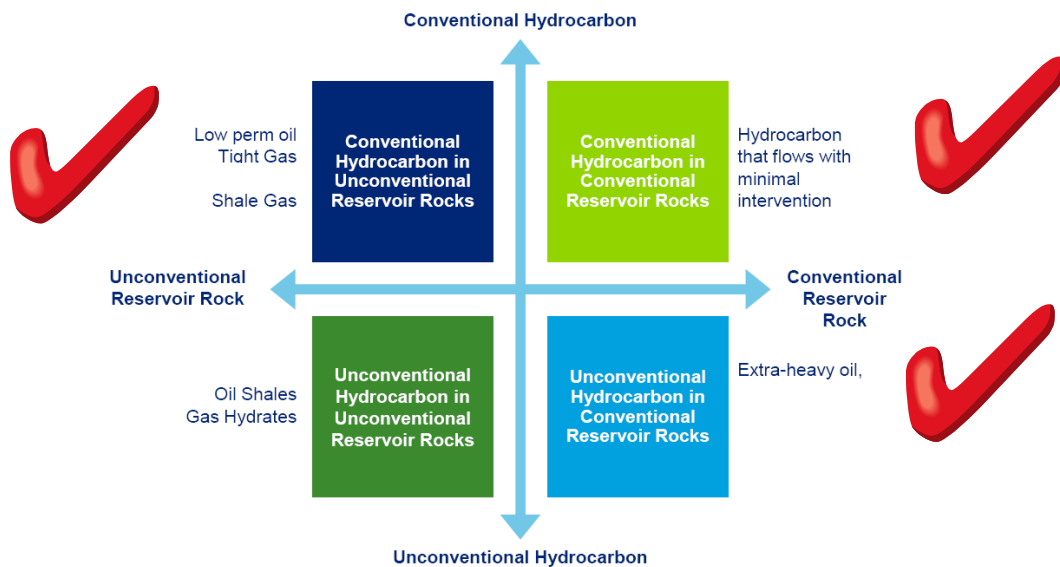 Conventional Hydrocarbon
Low perm oil
Tight Gas
Shale Gas
Conventional
Hydrocarbon in
Unconventional
Reservoir Rocks
Conventional
Hydrocarbon in
Conventional
Reservoir Rocks
Hydrocarbon
that flows with
minimal
intervention
Unconventional
Reservoir Rock
Conventional
Reservoir
Rock
Oil Shales
Gas Hydrates
Unconventional
Hydrocarbon in
Unconventional
Reservoir Rocks
Unconventional
Hydrocarbon in
Conventional
Reservoir Rocks
Extra-heavy oil,
Unconventional Hydrocarbon